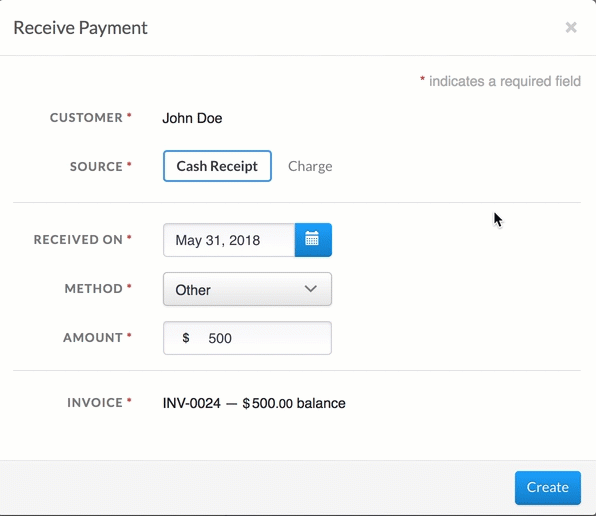 Receive Payment ×
* indicates a required field
CUSTOMER * John Doe
SOURCE * Cash Receipt Charge
RECEIVED ON * May 31, 2018
METHOD * Other
AMOUNT * $ 500
INVOICE * INV-0024 — $500.00 balance
Create